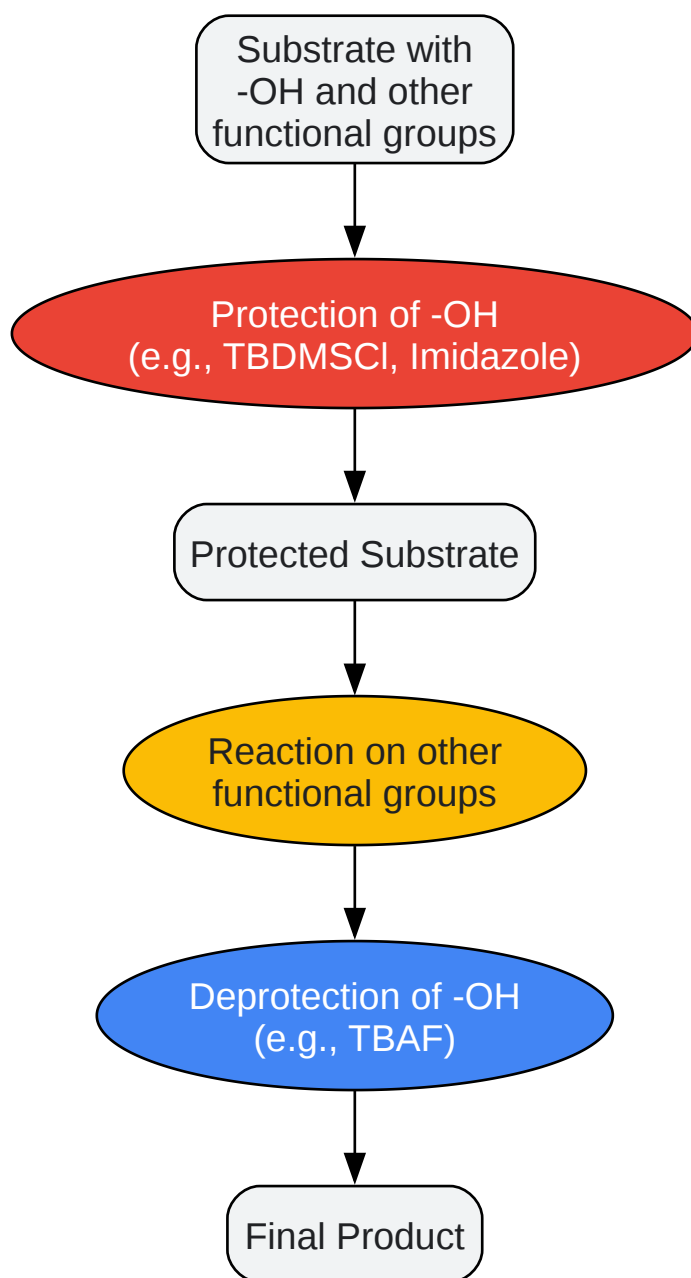 Substrate with
-OH and other
functional groups
Protection of -OH
(e.g., TBDMSCl, Imidazole)
Protected Substrate
Reaction on other
functional groups
Deprotection of -OH
(e.g., TBAF)
Final Product